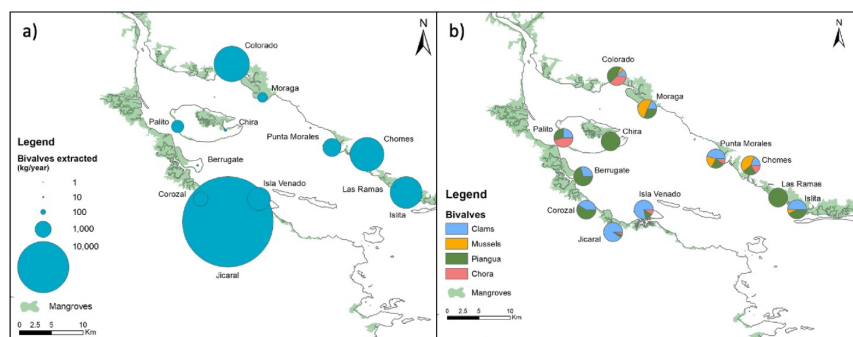 a)
N
Colorado
Moraga
Palito
Chira
Punta Morales
Chomes
Berrugate
Las Ramas
Islita
Isla Venado
Corozal
Jicaral
Legend
Bivalves extracted
(kg/year)
1
10
100
1,000
10,000
Mangroves
0 2.5 5 10
Km
b)
N
Colorado
Moraga
Palito
Chira
Punta Morales
Chomes
Berrugate
Las Ramas
Islita
Isla Venado
Corozal
Jicaral
Legend
Bivalves
Clams
Mussels
Piangua
Chora
Mangroves
0 2.5 5 10
Km